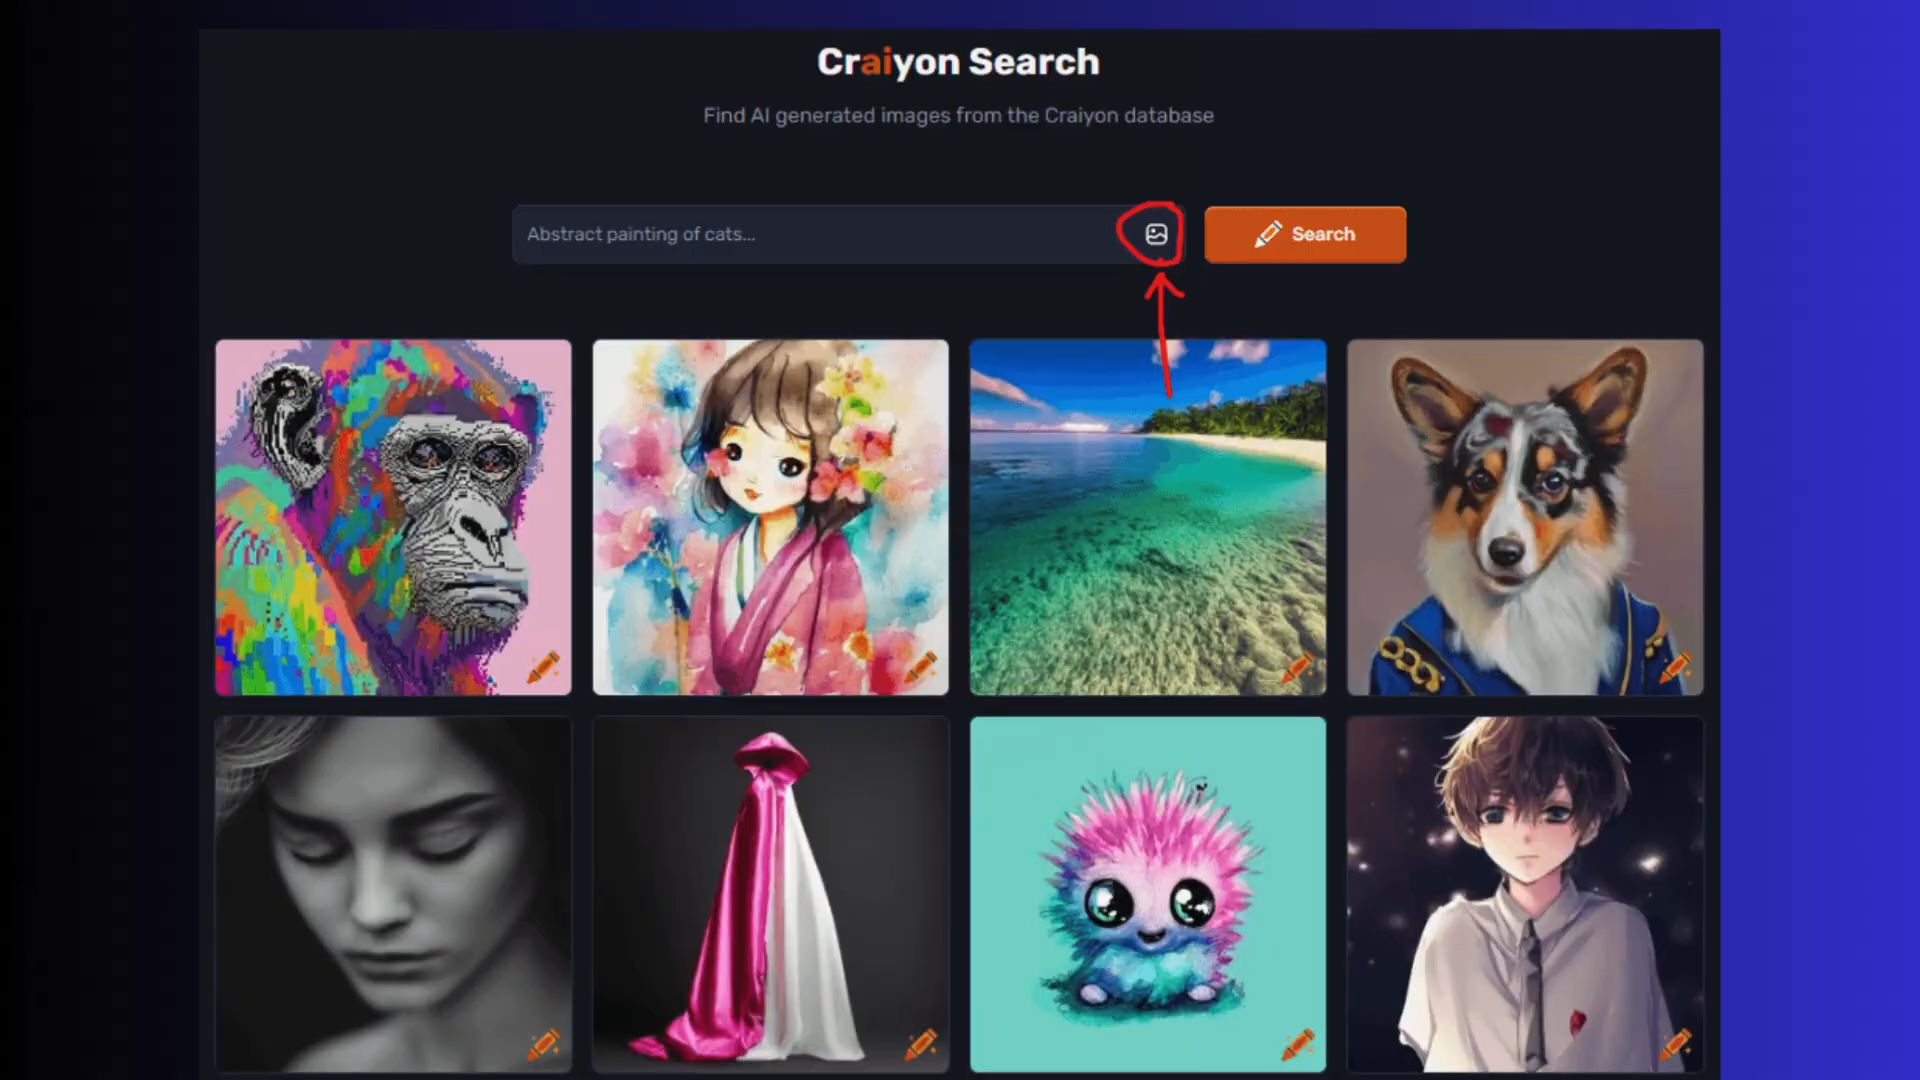 Craiyon Search
Find AI generated images from the Craiyon database
Abstract painting of cats...
Search